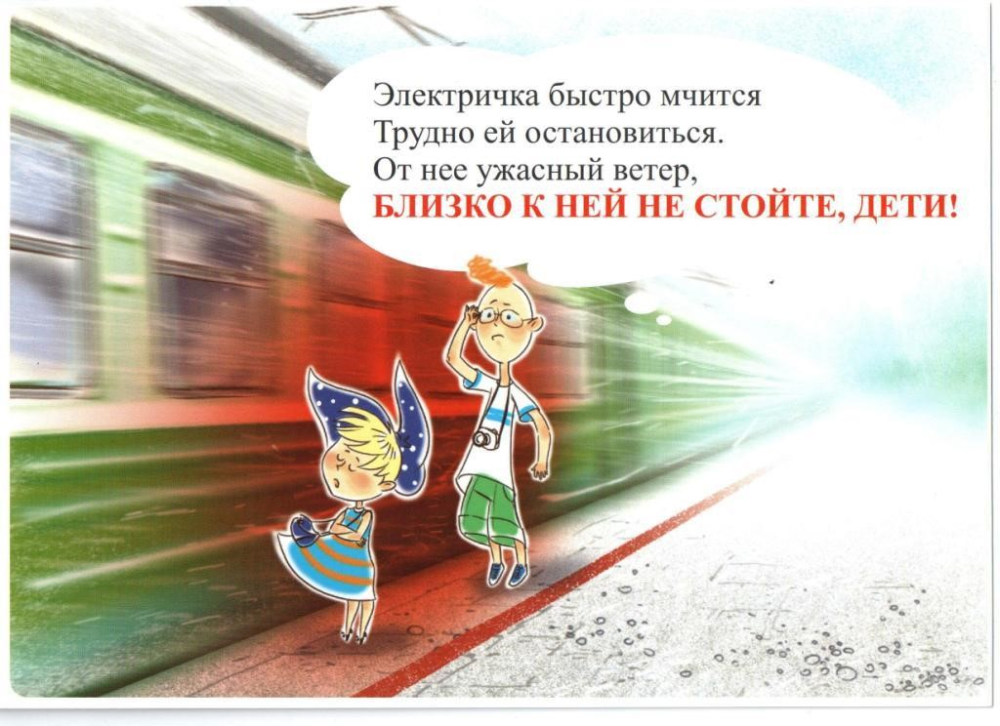 Электричка быстро мчится
Трудно ей остановиться.
От нее ужасный ветер,
БЛИЗКО К НЕЙ НЕ СТОЙТЕ, ДЕТИ!